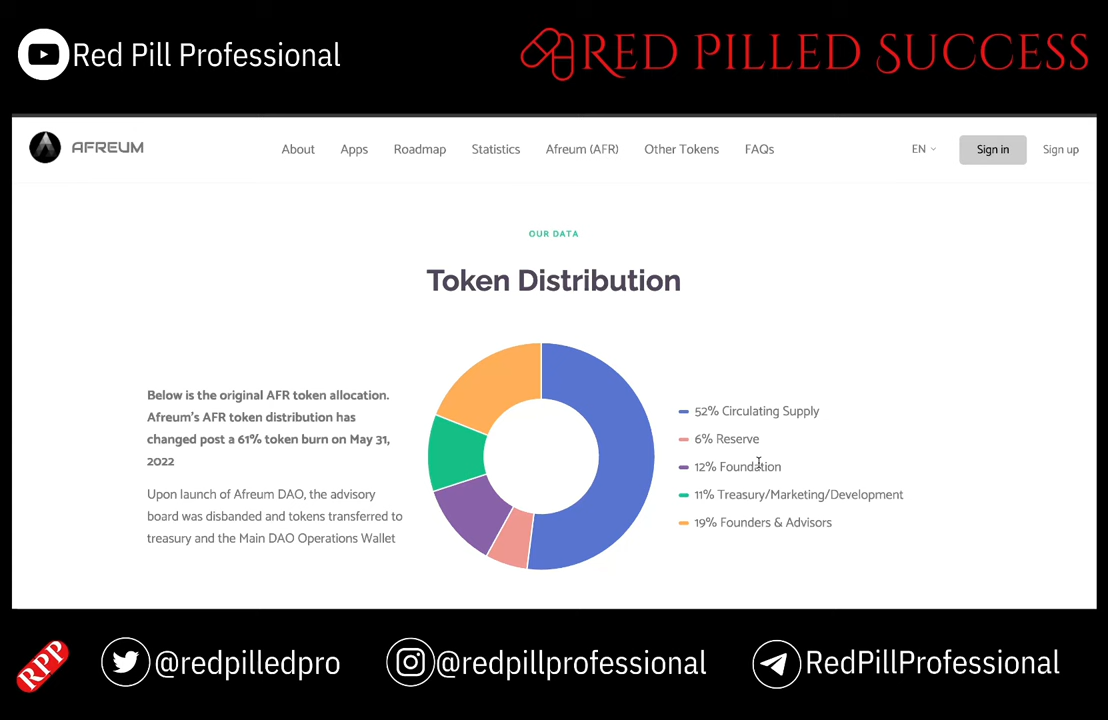 Red Pill Professional
RED PILLED SUCCESS
AFREUM
About Apps Roadmap Statistics Afreum (AFR) Other Tokens FAQs
EN Sign in Sign up
OUR DATA
Token Distribution
Below is the original AFR token allocation.
Afreum's AFR token distribution has
changed post a 61% token burn on May 31,
2022
Upon launch of Afreum DAO, the advisory
board was disbanded and tokens transferred to
treasury and the Main DAO Operations Wallet
52% Circulating Supply
6% Reserve
12% Foundation
11% Treasury/Marketing/Development
19% Founders & Advisors
RPP
@redpilledpro
@redpillprofessional
RedPillProfessional